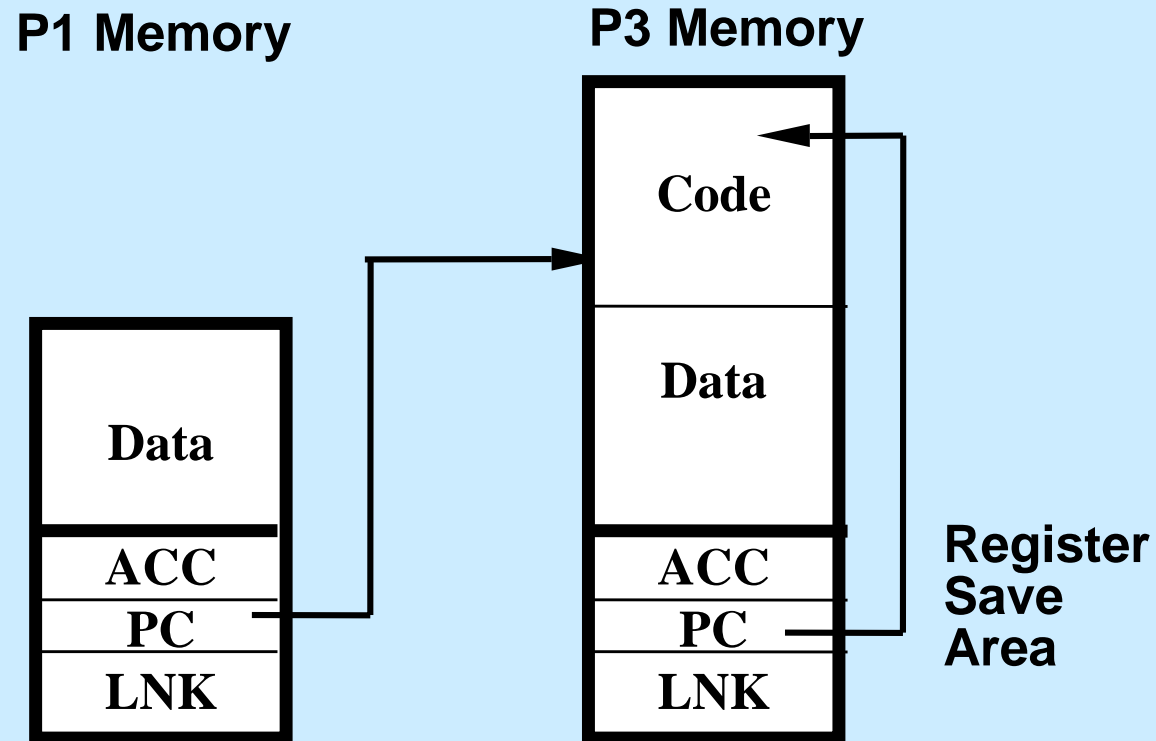 P1 Memory
P3 Memory
Code
Data
Data
ACC
PC
LNK
ACC
PC
LNK
Register
Save
Area